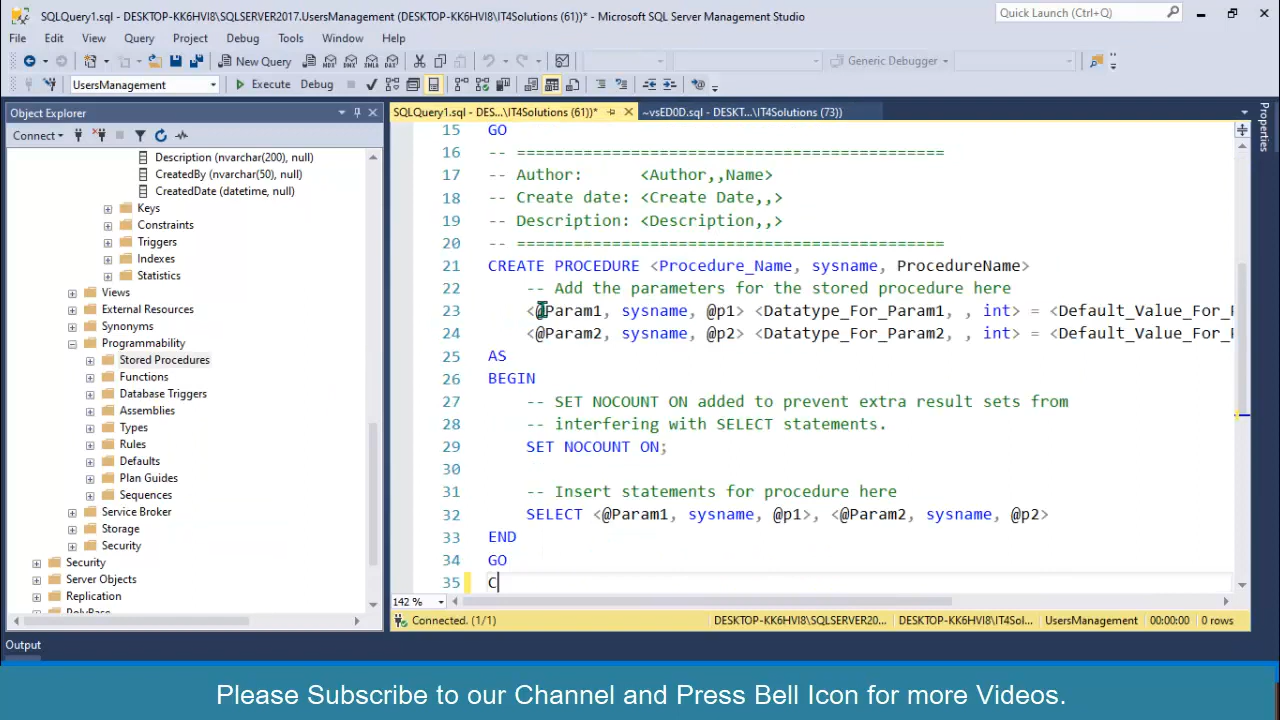 SQLQuery1.sql - DESKTOP-KK6HVI8\SQLSERVER2017.UsersManagement (DESKTOP-KK6HVI8\IT4Solutions (61))* - Microsoft SQL Server Management Studio
Quick Launch (Ctrl+Q)
File Edit View Query Project Debug Tools Window Help
New Query
Generic Debugger
UsersManagement
Execute Debug
Object Explorer
SQLQuery1.sql - DES...\IT4Solutions (61))*
~vsED0D.sql - DESKT...\IT4Solutions (73))
Properties
Connect
Description (nvarchar(200), null)
CreatedBy (nvarchar(50), null)
CreatedDate (datetime, null)
Keys
Constraints
Triggers
Indexes
Statistics
Views
External Resources
Synonyms
Programmability
Stored Procedures
Functions
Database Triggers
Assemblies
Types
Rules
Defaults
Plan Guides
Sequences
Service Broker
Storage
Security
Security
Server Objects
Replication
PolyBase
15 GO
16 -- =============================================
17 -- Author: <Author,,Name>
18 -- Create date: <Create Date,,>
19 -- Description: <Description,,>
20 -- =============================================
21 CREATE PROCEDURE <Procedure_Name, sysname, ProcedureName>
22 -- Add the parameters for the stored procedure here
23 <@Param1, sysname, @p1> <Datatype_For_Param1, , int> = <Default_Value_For_P
24 <@Param2, sysname, @p2> <Datatype_For_Param2, , int> = <Default_Value_For_P
25 AS
26 BEGIN
27 -- SET NOCOUNT ON added to prevent extra result sets from
28 -- interfering with SELECT statements.
29 SET NOCOUNT ON;
30
31 -- Insert statements for procedure here
32 SELECT <@Param1, sysname, @p1>, <@Param2, sysname, @p2>
33 END
34 GO
35 C
142 %
Connected. (1/1)
DESKTOP-KK6HVI8\SQLSERVER20...
DESKTOP-KK6HVI8\IT4Sol...
UsersManagement
00:00:00
0 rows
Output
Please Subscribe to our Channel and Press Bell Icon for more Videos.